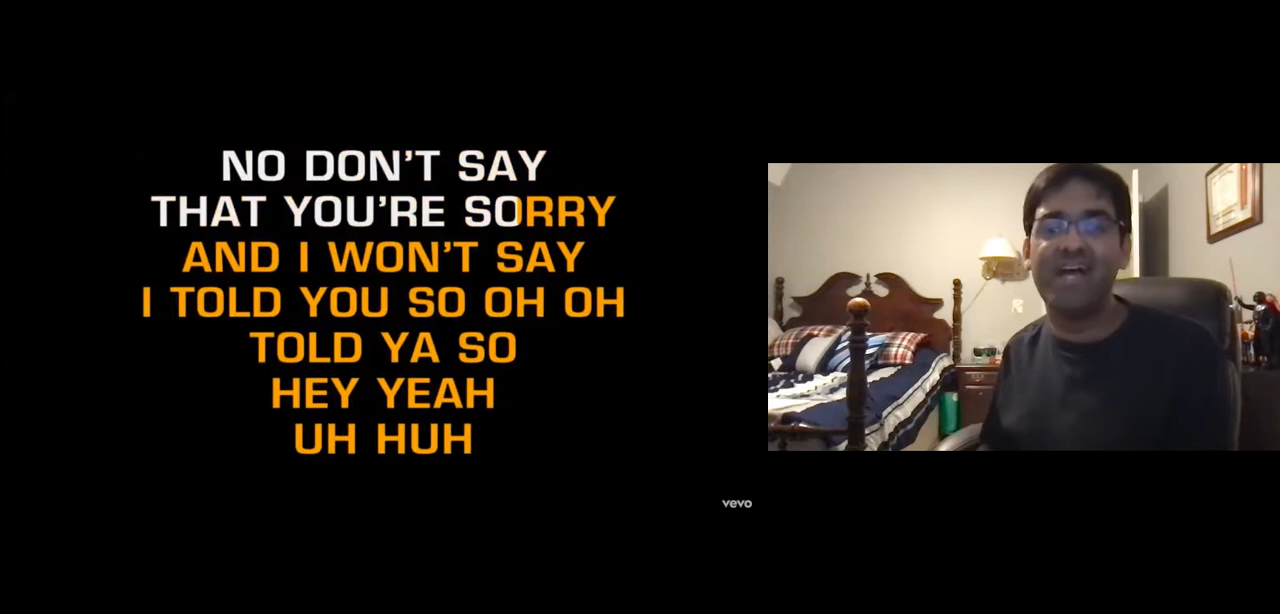 NO DON'T SAY
THAT YOU'RE SORRY
AND I WON'T SAY
I TOLD YOU SO OH OH
TOLD YA SO
HEY YEAH
UH HUH
vevo